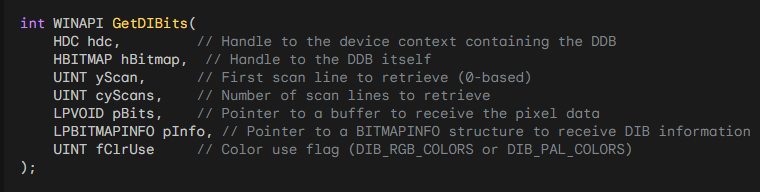 int WINAPI GetDIBits(
    HDC hdc,         // Handle to the device context containing the DDB
    HBITMAP hBitmap,  // Handle to the DDB itself
    UINT yScan,      // First scan line to retrieve (0-based)
    UINT cyScans,    // Number of scan lines to retrieve
    LPVOID pBits,    // Pointer to a buffer to receive the pixel data
    LPBITMAPINFO pInfo, // Pointer to a BITMAPINFO structure to receive DIB information
    UINT fClrUse     // Color use flag (DIB_RGB_COLORS or DIB_PAL_COLORS)
);